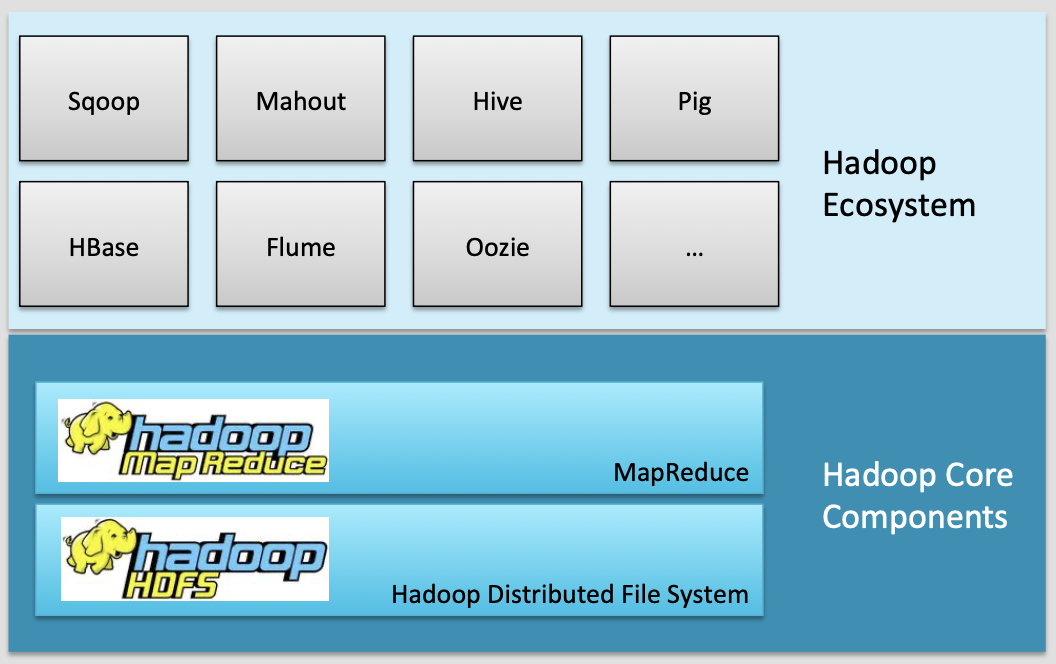 Sqoop
Mahout
Hive
Pig
HBase
Flume
Oozie
...
Hadoop
Ecosystem
hadoop
Map Reduce
MapReduce
hadoop
HDFS
Hadoop Distributed File System
Hadoop Core
Components